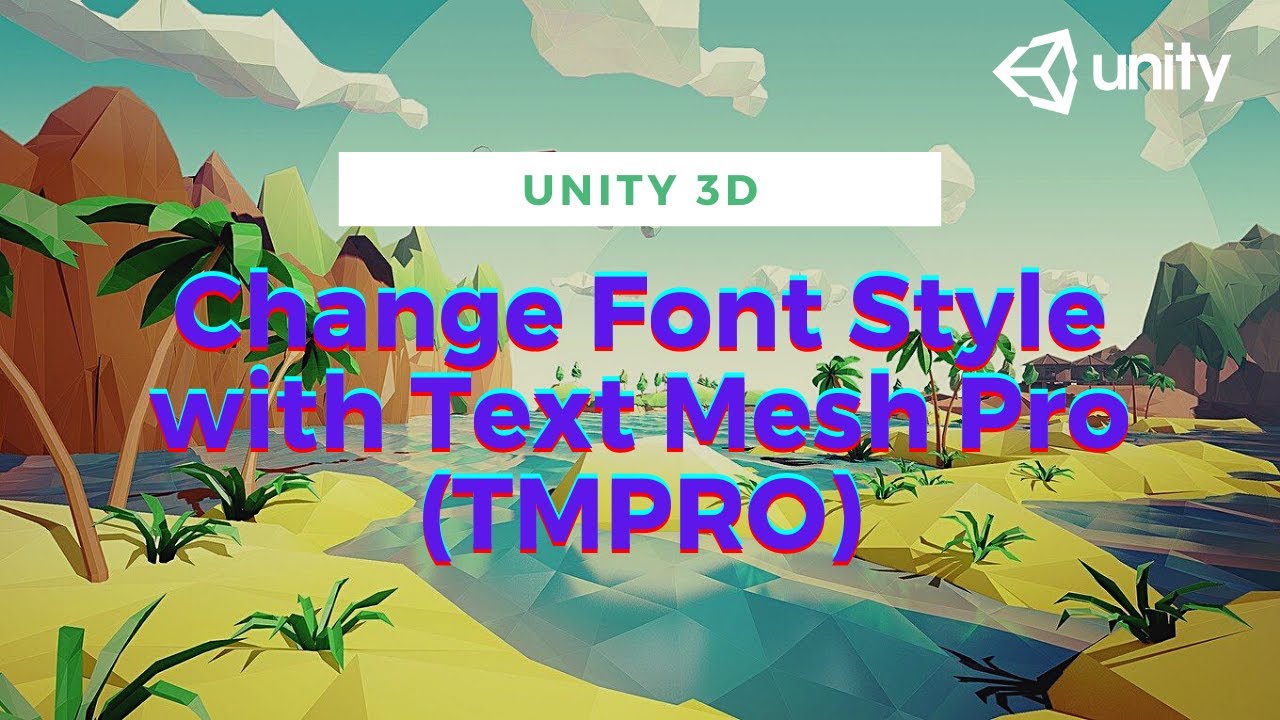 unity
UNITY 3D
Change Font Style
with Text Mesh Pro
(TMPRO)